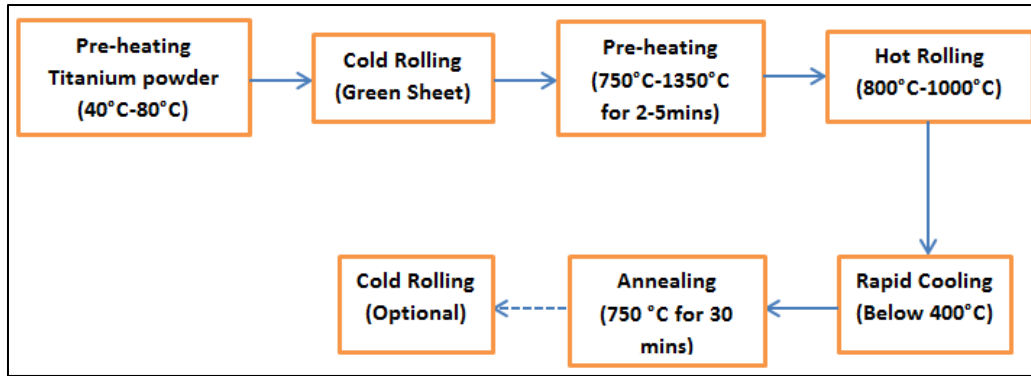 Pre-heating
Titanium powder
(40°C-80°C)
Cold Rolling
(Green Sheet)
Pre-heating
(750°C-1350°C
for 2-5mins)
Hot Rolling
(800°C-1000°C)
Rapid Cooling
(Below 400°C)
Annealing
(750 °C for 30
mins)
Cold Rolling
(Optional)